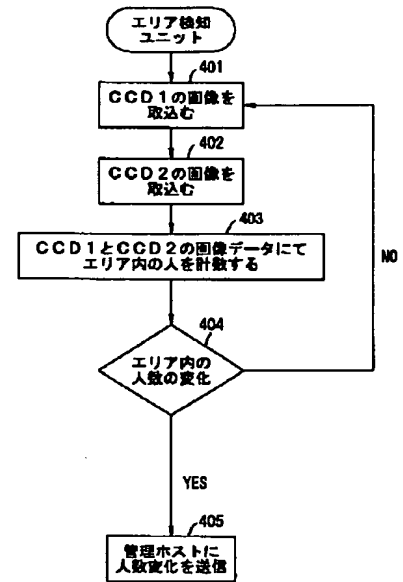 エリア検知
ユニット
401
CCD1の画像を
取込む
402
CCD2の画像を
取込む
403
CCD1とCCD2の画像データにて
エリア内の人を計数する
404
エリア内の
人数の変化
NO
YES
405
管理ホストに
人数変化を送信